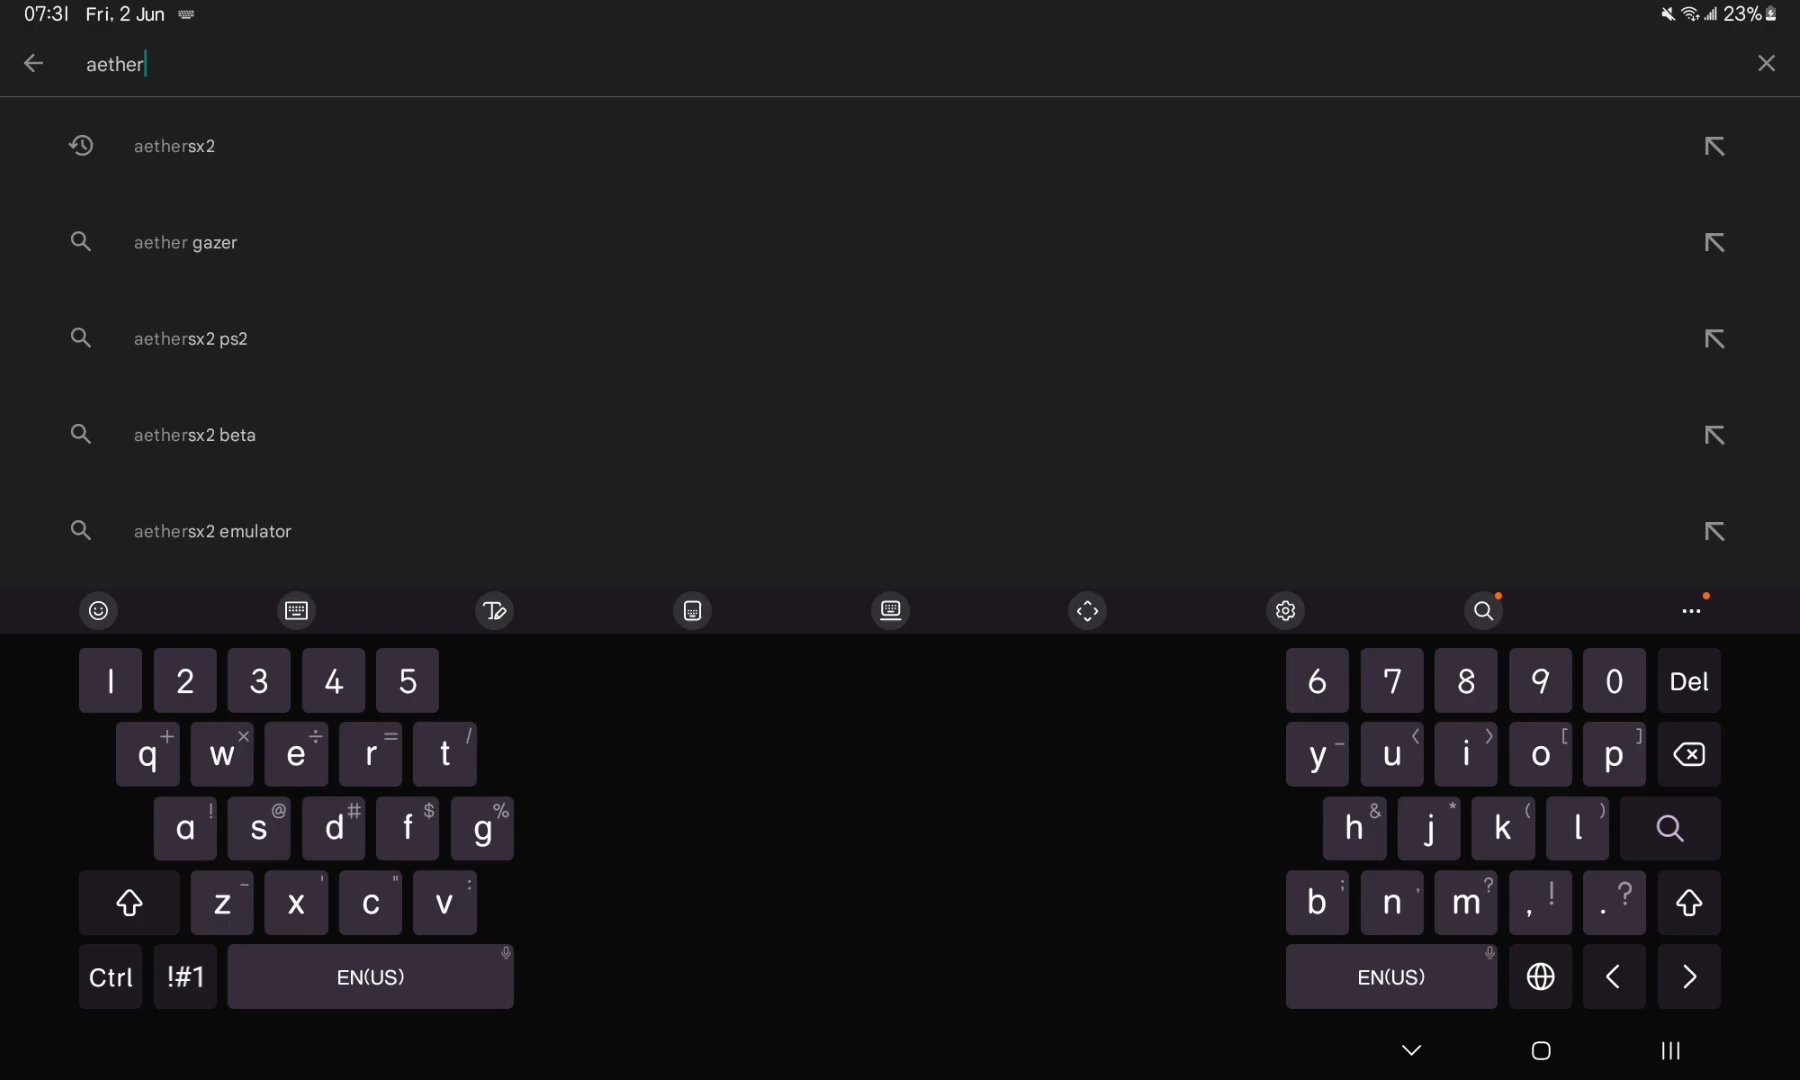 07:31 Fri, 2 Jun 23%
aether
aethersx2
aether gazer
aethersx2 ps2
aethersx2 beta
aethersx2 emulator
1 2 3 4 5 6 7 8 9 0 Del
q + w × e ÷ r = t / y - u < i > o [ p ]
a ! s @ d # f $ g % h & j * k ( l )
z - x ' c " v : b ; n , m ? , ! . ?
Ctrl !#1 EN(US) EN(US)